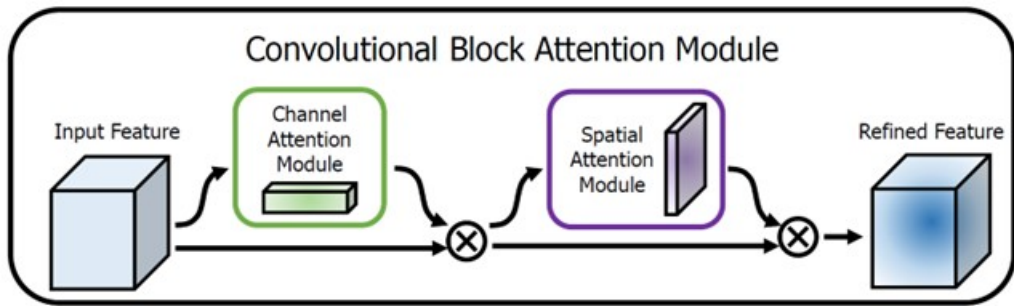 Convolutional Block Attention Module
Input Feature
Channel
Attention
Module
Spatial
Attention
Module
Refined Feature